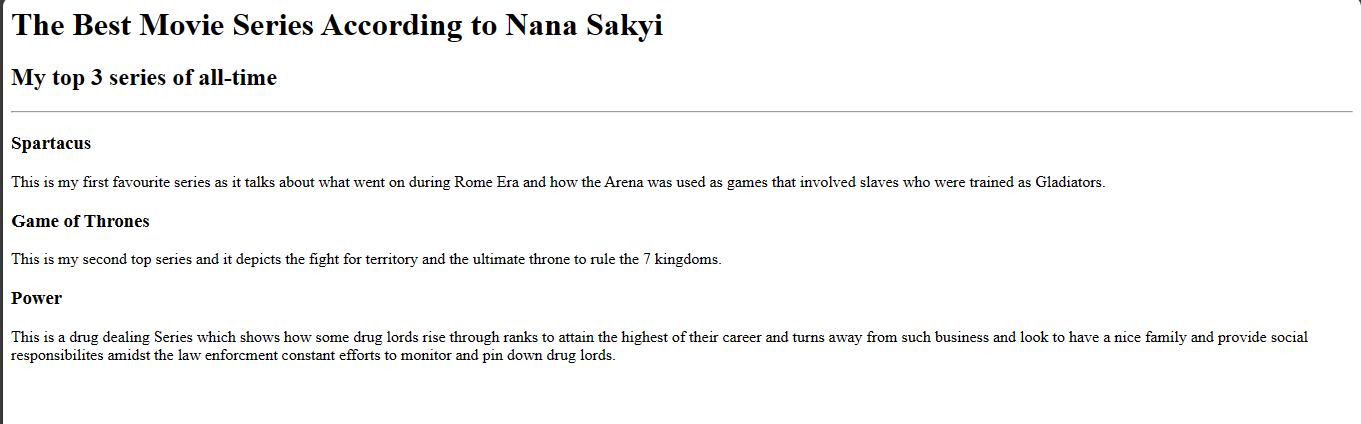 The Best Movie Series According to Nana Sakyi
My top 3 series of all-time
Spartacus
This is my first favourite series as it talks about what went on during Rome Era and how the Arena was used as games that involved slaves who were trained as Gladiators.
Game of Thrones
This is my second top series and it depicts the fight for territory and the ultimate throne to rule the 7 kingdoms.
Power
This is a drug dealing Series which shows how some drug lords rise through ranks to attain the highest of their career and turns away from such business and look to have a nice family and provide social
responsibilites amidst the law enforcment constant efforts to monitor and pin down drug lords.